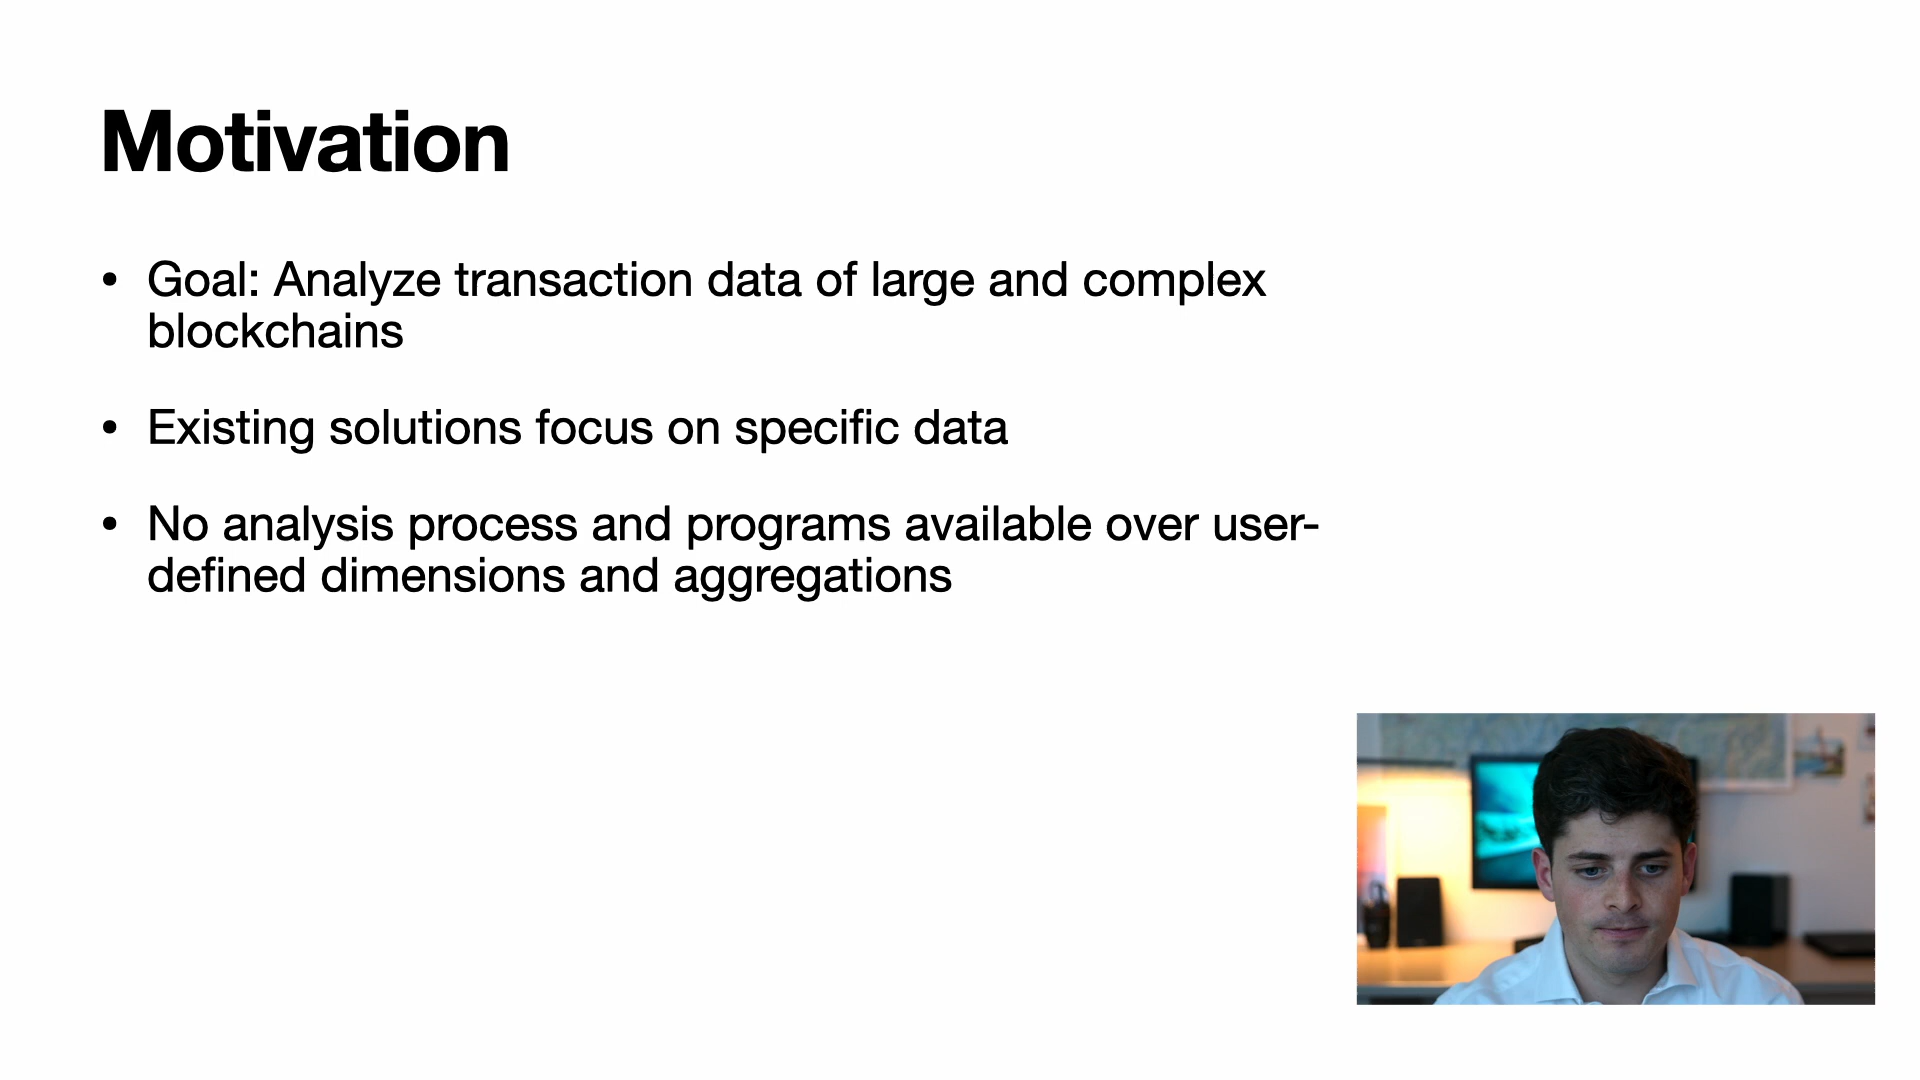 Motivation
• Goal: Analyze transaction data of large and complex
blockchains
• Existing solutions focus on specific data
• No analysis process and programs available over user-
defined dimensions and aggregations